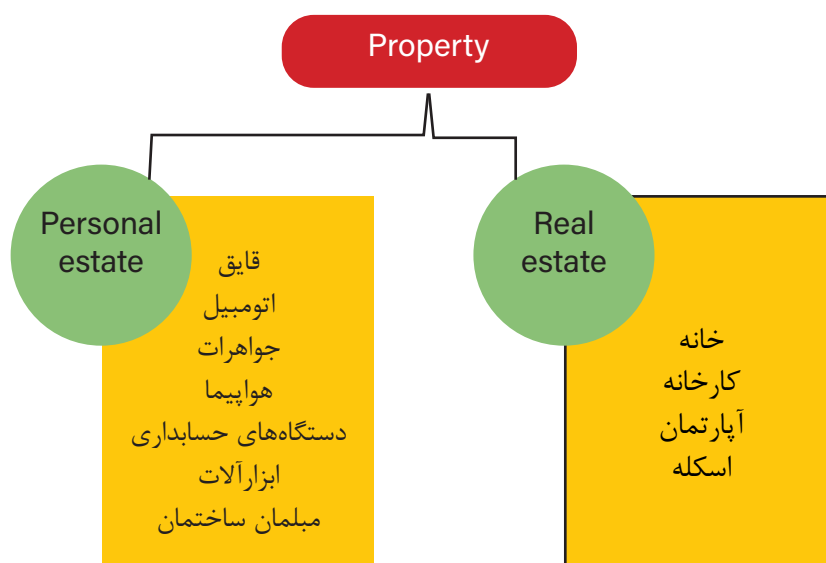 Property
Personal
estate
قایق
اتومبیل
جواهرات
هواپیما
دستگاه‌های حسابداری
ابزارآلات
مبلمان ساختمان
Real
estate
خانه
کارخانه
آپارتمان
اسکله